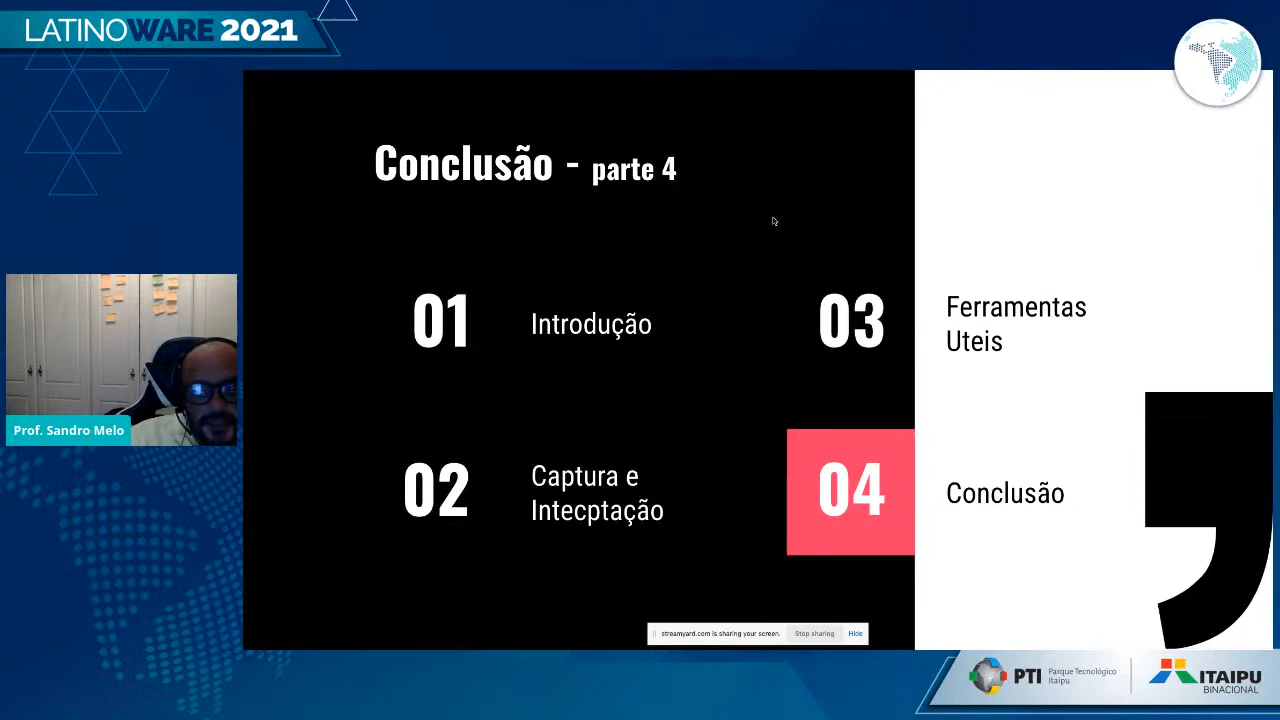 LATINOWARE 2021
Conclusão - parte 4
01
Introdução
03
Ferramentas
Uteis
02
Captura e
Intecptação
04
Conclusão
Prof. Sandro Melo
streamyard.com is sharing your screen.
Stop sharing
Hide
PTI
Parque Tecnológico
Itaipu
ITAIPU
BINACIONAL